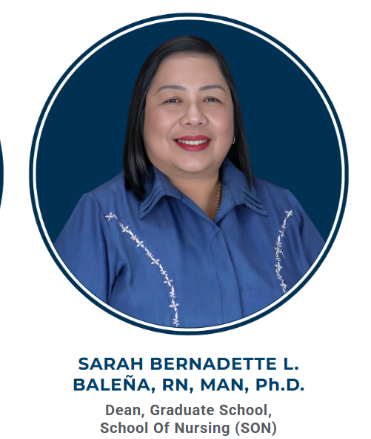 SARAH BERNADETTE L.
BALEÑA, RN, MAN, Ph.D.
Dean, Graduate School,
School Of Nursing (SON)